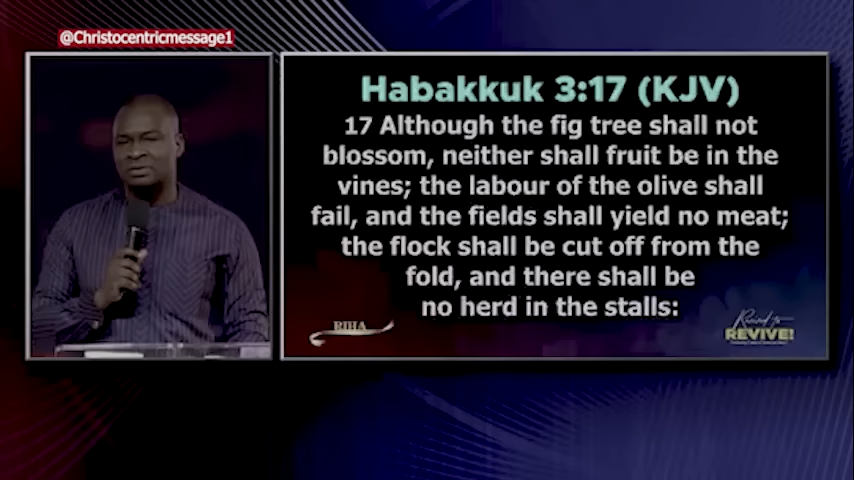 @Christocentricmessage1
Habakkuk 3:17 (KJV)
17 Although the fig tree shall not
blossom, neither shall fruit be in the
vines; the labour of the olive shall
fail, and the fields shall yield no meat;
the flock shall be cut off from the
fold, and there shall be
no herd in the stalls:
REVIVE!